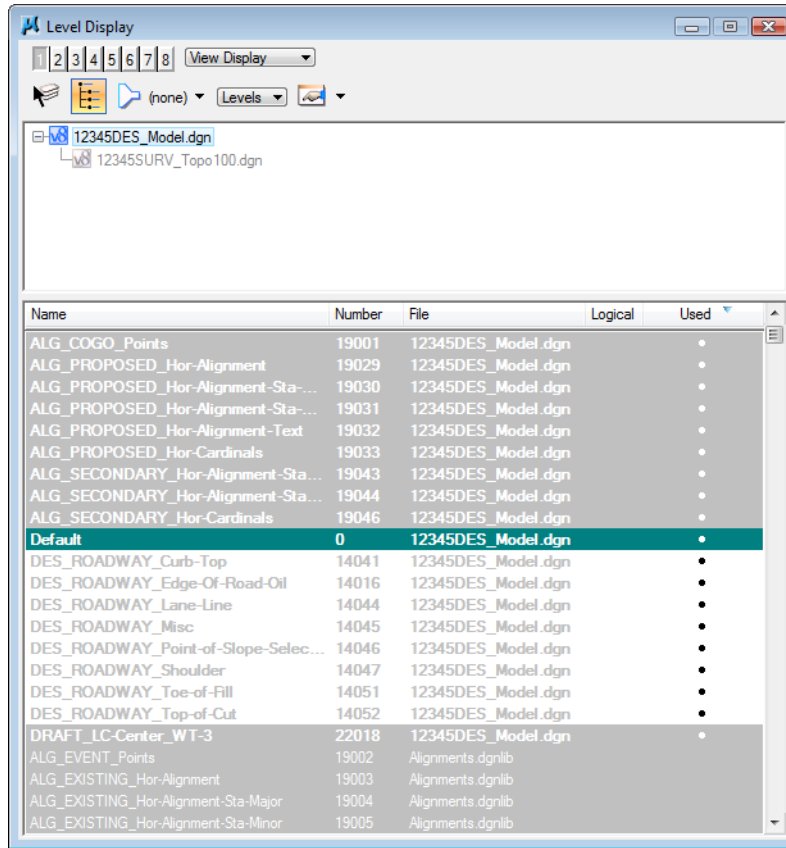 Level Display
1 2 3 4 5 6 7 8 View Display
(none) Levels
12345DES_Model.dgn
12345SURV_Topo100.dgn
Name Number File Logical Used
ALG_COGO_Points 19001 12345DES_Model.dgn
ALG_PROPOSED_Hor-Alignment 19029 12345DES_Model.dgn
ALG_PROPOSED_Hor-Alignment-Sta-... 19030 12345DES_Model.dgn
ALG_PROPOSED_Hor-Alignment-Sta-... 19031 12345DES_Model.dgn
ALG_PROPOSED_Hor-Alignment-Text 19032 12345DES_Model.dgn
ALG_PROPOSED_Hor-Cardinals 19033 12345DES_Model.dgn
ALG_SECONDARY_Hor-Alignment-Sta... 19043 12345DES_Model.dgn
ALG_SECONDARY_Hor-Alignment-Sta... 19044 12345DES_Model.dgn
ALG_SECONDARY_Hor-Cardinals 19046 12345DES_Model.dgn
Default 0 12345DES_Model.dgn
DES_ROADWAY_Curb-Top 14041 12345DES_Model.dgn
DES_ROADWAY_Edge-Of-Road-Oil 14016 12345DES_Model.dgn
DES_ROADWAY_Lane-Line 14044 12345DES_Model.dgn
DES_ROADWAY_Misc 14045 12345DES_Model.dgn
DES_ROADWAY_Point-of-Slope-Selec... 14046 12345DES_Model.dgn
DES_ROADWAY_Shoulder 14047 12345DES_Model.dgn
DES_ROADWAY_Toe-of-Fill 14051 12345DES_Model.dgn
DES_ROADWAY_Top-of-Cut 14052 12345DES_Model.dgn
DRAFT_LC-Center_WT-3 22018 12345DES_Model.dgn
ALG_EVENT_Points 19002 Alignments.dgnlib
ALG_EXISTING_Hor-Alignment 19003 Alignments.dgnlib
ALG_EXISTING_Hor-Alignment-Sta-Major 19004 Alignments.dgnlib
ALG_EXISTING_Hor-Alignment-Sta-Minor 19005 Alignments.dgnlib